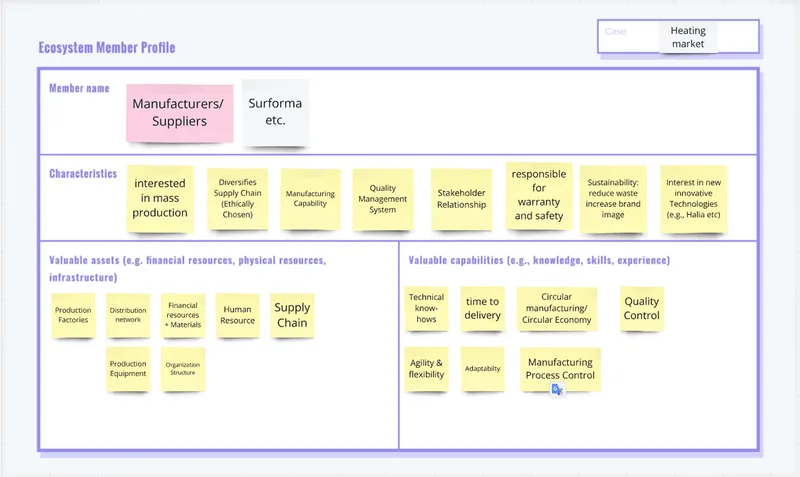 Case
Heating
market
Ecosystem Member Profile
Member name
Manufacturers/
Suppliers
Surforma
etc.
Characteristics
interested
in mass
production
Diversifies
Supply Chain
(Ethically
Chosen)
Manufacturing
Capability
Quality
Management
System
Stakeholder
Relationship
responsible
for
warranty
and safety
Sustainability:
reduce waste
increase brand
image
Interest in new
innovative
Technologies
(e.g., Halia etc)
Valuable assets (e.g. financial resources, physical resources,
infrastructure)
Production
Factories
Distribution
network
Financial
resources
+ Materials
Human
Resource
Supply
Chain
Production
Equipment
Organization
Structure
Valuable capabilities (e.g., knowledge, skills, experience)
Technical
know-
hows
time to
delivery
Circular
manufacturing/
Circular Economy
Quality
Control
Agility &
flexibility
Adaptabilty
Manufacturing
Process Control